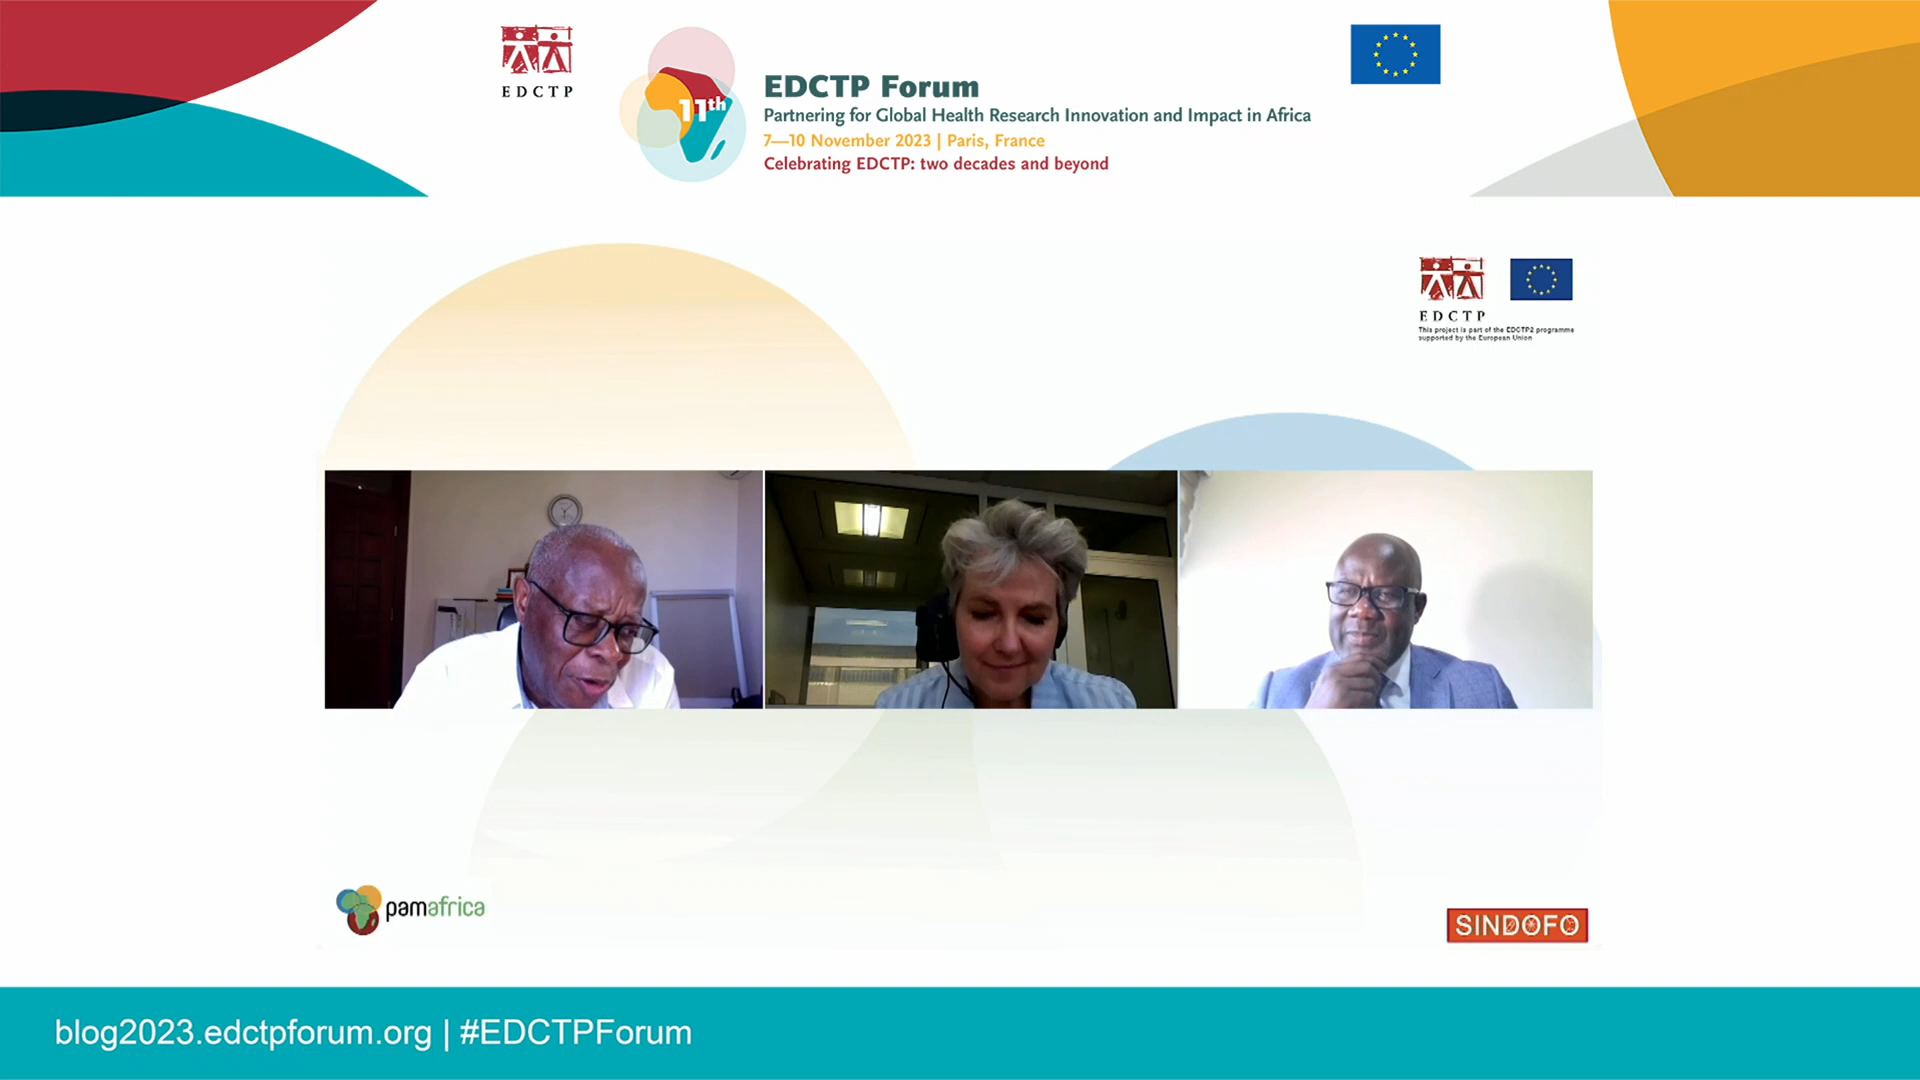 EDCTP
11th
EDCTP Forum
Partnering for Global Health Research Innovation and Impact in Africa
7—10 November 2023 | Paris, France
Celebrating EDCTP: two decades and beyond
EDCTP
This project is part of the EDCTP2 programme
supported by the European Union
pamafrica
SINDOFO
blog2023.edctpforum.org | #EDCTPForum